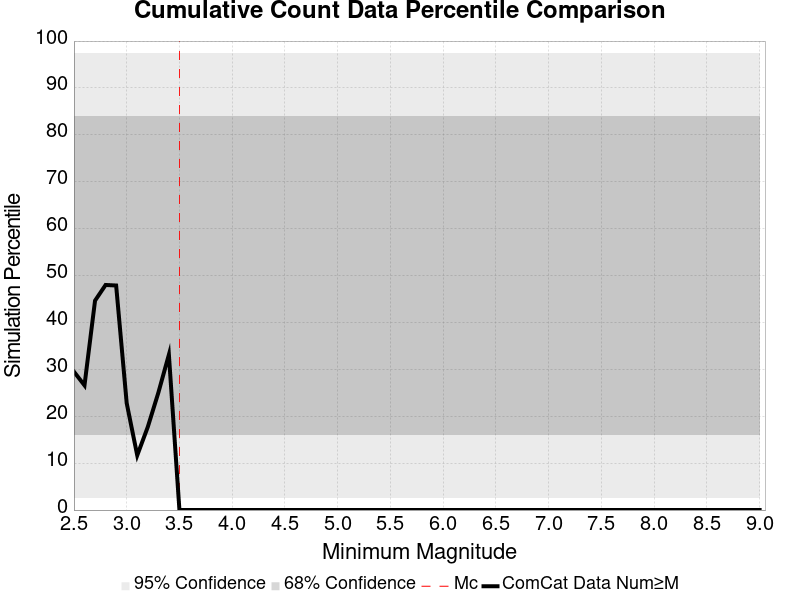 Cumulative Count Data Percentile Comparison
100
90
80
70
60
50
40
30
20
10
0
Simulation Percentile
2.5 3.0 3.5 4.0 4.5 5.0 5.5 6.0 6.5 7.0 7.5 8.0 8.5 9.0
Minimum Magnitude
95% Confidence 68% Confidence Mc ComCat Data Num≥M